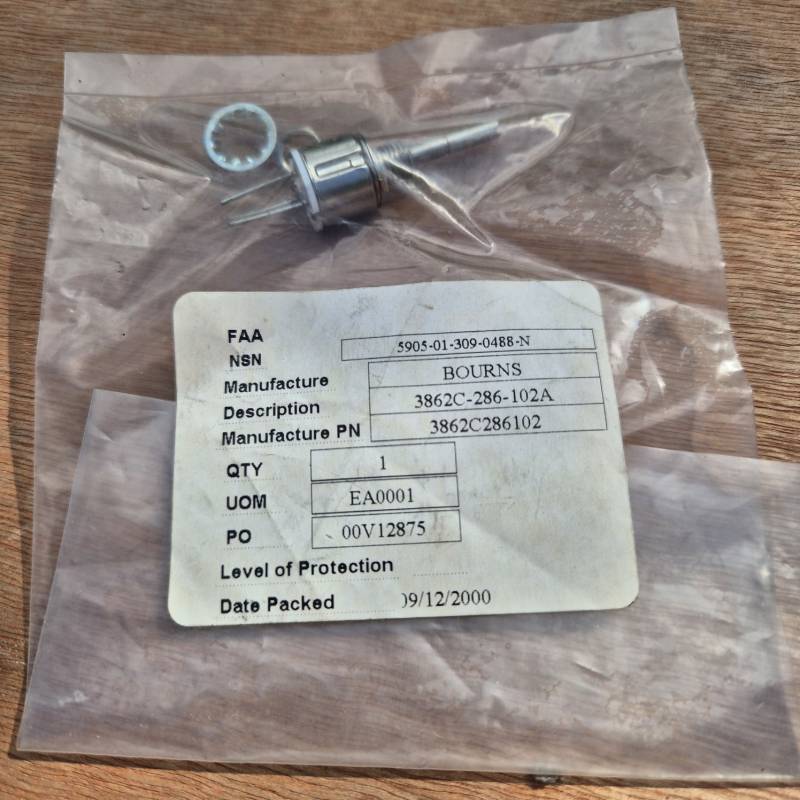 FAA
NSN 5905-01-309-0488-N
Manufacture BOURNS
Description 3862C-286-102A
Manufacture PN 3862C286102
QTY 1
UOM EA0001
PO 00V12875
Level of Protection
Date Packed 09/12/2000